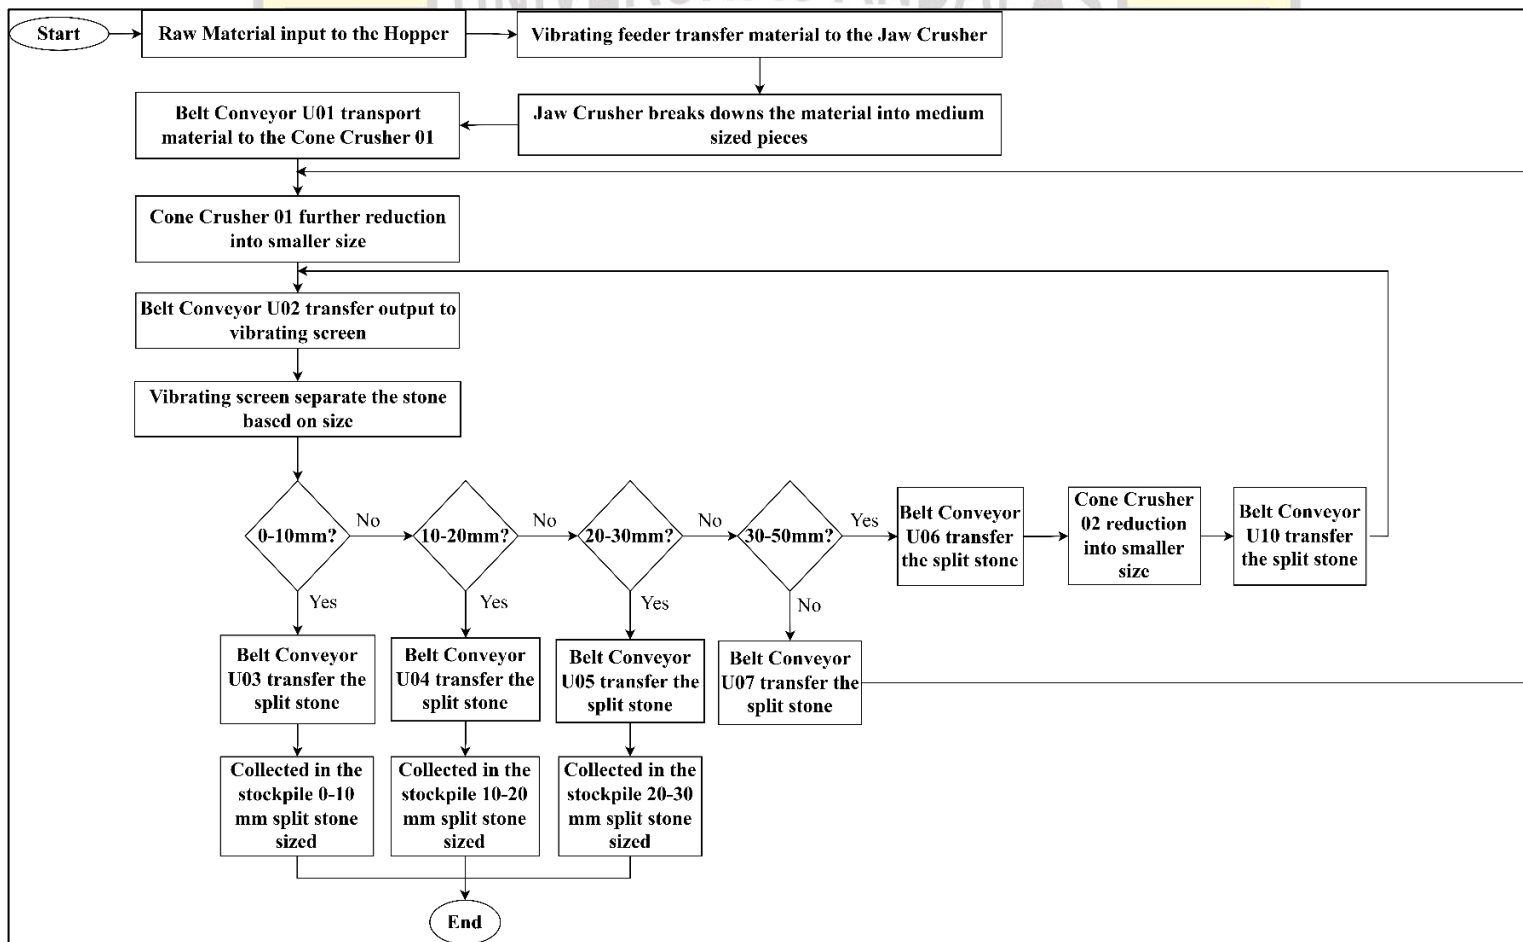 Start
Raw Material input to the Hopper
Vibrating feeder transfer material to the Jaw Crusher
Belt Conveyor U01 transport
material to the Cone Crusher 01
Jaw Crusher breaks downs the material into medium
sized pieces
Cone Crusher 01 further reduction
into smaller size
Belt Conveyor U02 transfer output to
vibrating screen
Vibrating screen separate the stone
based on size
0-10mm?
No
10-20mm?
No
20-30mm?
No
30-50mm?
Yes
Belt Conveyor
U06 transfer
the split stone
Cone Crusher
02 reduction
into smaller
size
Belt Conveyor
U10 transfer
the split stone
Yes
Yes
Yes
No
Belt Conveyor
U03 transfer the
split stone
Belt Conveyor
U04 transfer the
split stone
Belt Conveyor
U05 transfer the
split stone
Belt Conveyor
U07 transfer the
split stone
Collected in the
stockpile 0-10
mm split stone
sized
Collected in the
stockpile 10-20
mm split stone
sized
Collected in the
stockpile 20-30
mm split stone
sized
End